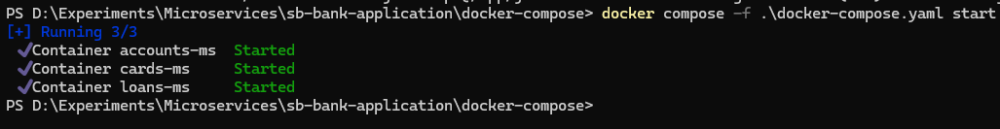 PS D:\Experiments\Microservices\sb-bank-application\docker-compose> docker compose -f .\docker-compose.yaml start
[+] Running 3/3
✔Container accounts-ms Started
✔Container cards-ms Started
✔Container loans-ms Started
PS D:\Experiments\Microservices\sb-bank-application\docker-compose>